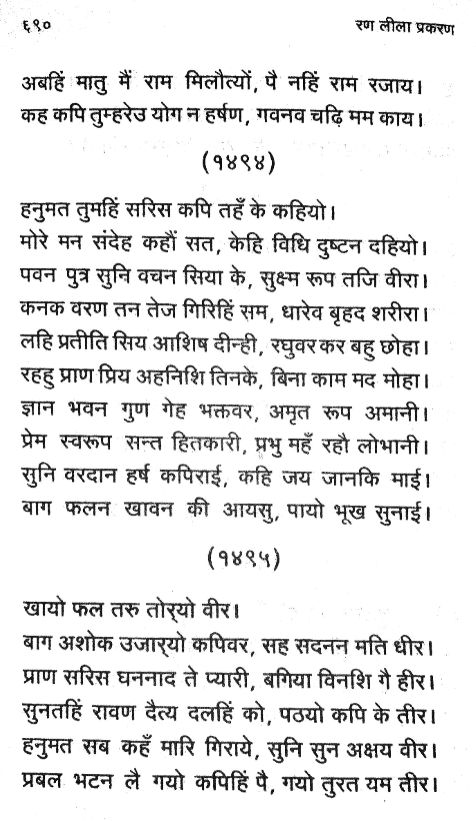 ६९०
रण लीला प्रकरण
अबहिं मातु मैं राम मिलौत्यों, पै नहिं राम रजाय।
कह कपि तुम्हरेउ योग न हर्षण, गवनव चढ़ि मम काय।
(१४९४)
हनुमत तुमहिं सरिस कपि तहँ के कहियो।
मोरे मन संदेह कहौं सत, केहि विधि दुष्टन दहियो।
पवन पुत्र सुनि वचन सिया के, सुक्ष्म रूप तजि वीरा।
कनक वरण तन तेज गिरिहिं सम, धारेव बृहद शरीरा।
लहि प्रतीति सिय आशिष दीन्ही, रघुवर कर बहु छोहा।
रहहु प्राण प्रिय अहनिशि तिनके, बिना काम मद मोहा।
ज्ञान भवन गुण गेह भक्तवर, अमृत रूप अमानी।
प्रेम स्वरूप सन्त हितकारी, प्रभु महँ रहौ लोभानी।
सुनि वरदान हर्ष कपिराई, कहि जय जानकि माई।
बाग फलन खावन की आयसु, पायो भूख सुनाई।
(१४९५)
खायो फल तरु तोर्‌यो वीर।
बाग अशोक उजार्‌यो कपिवर, सह सदनन मति धीर।
प्राण सरिस घननाद ते प्यारी, बगिया विनशि गै हीर।
सुनतहिं रावण दैत्य दलहिं को, पठयो कपि के तीर।
हनुमत सब कहँ मारि गिराये, सुनि सुन अक्षय वीर।
प्रबल भटन लै गयो कपिहिं पै, गयो तुरत यम तीर।